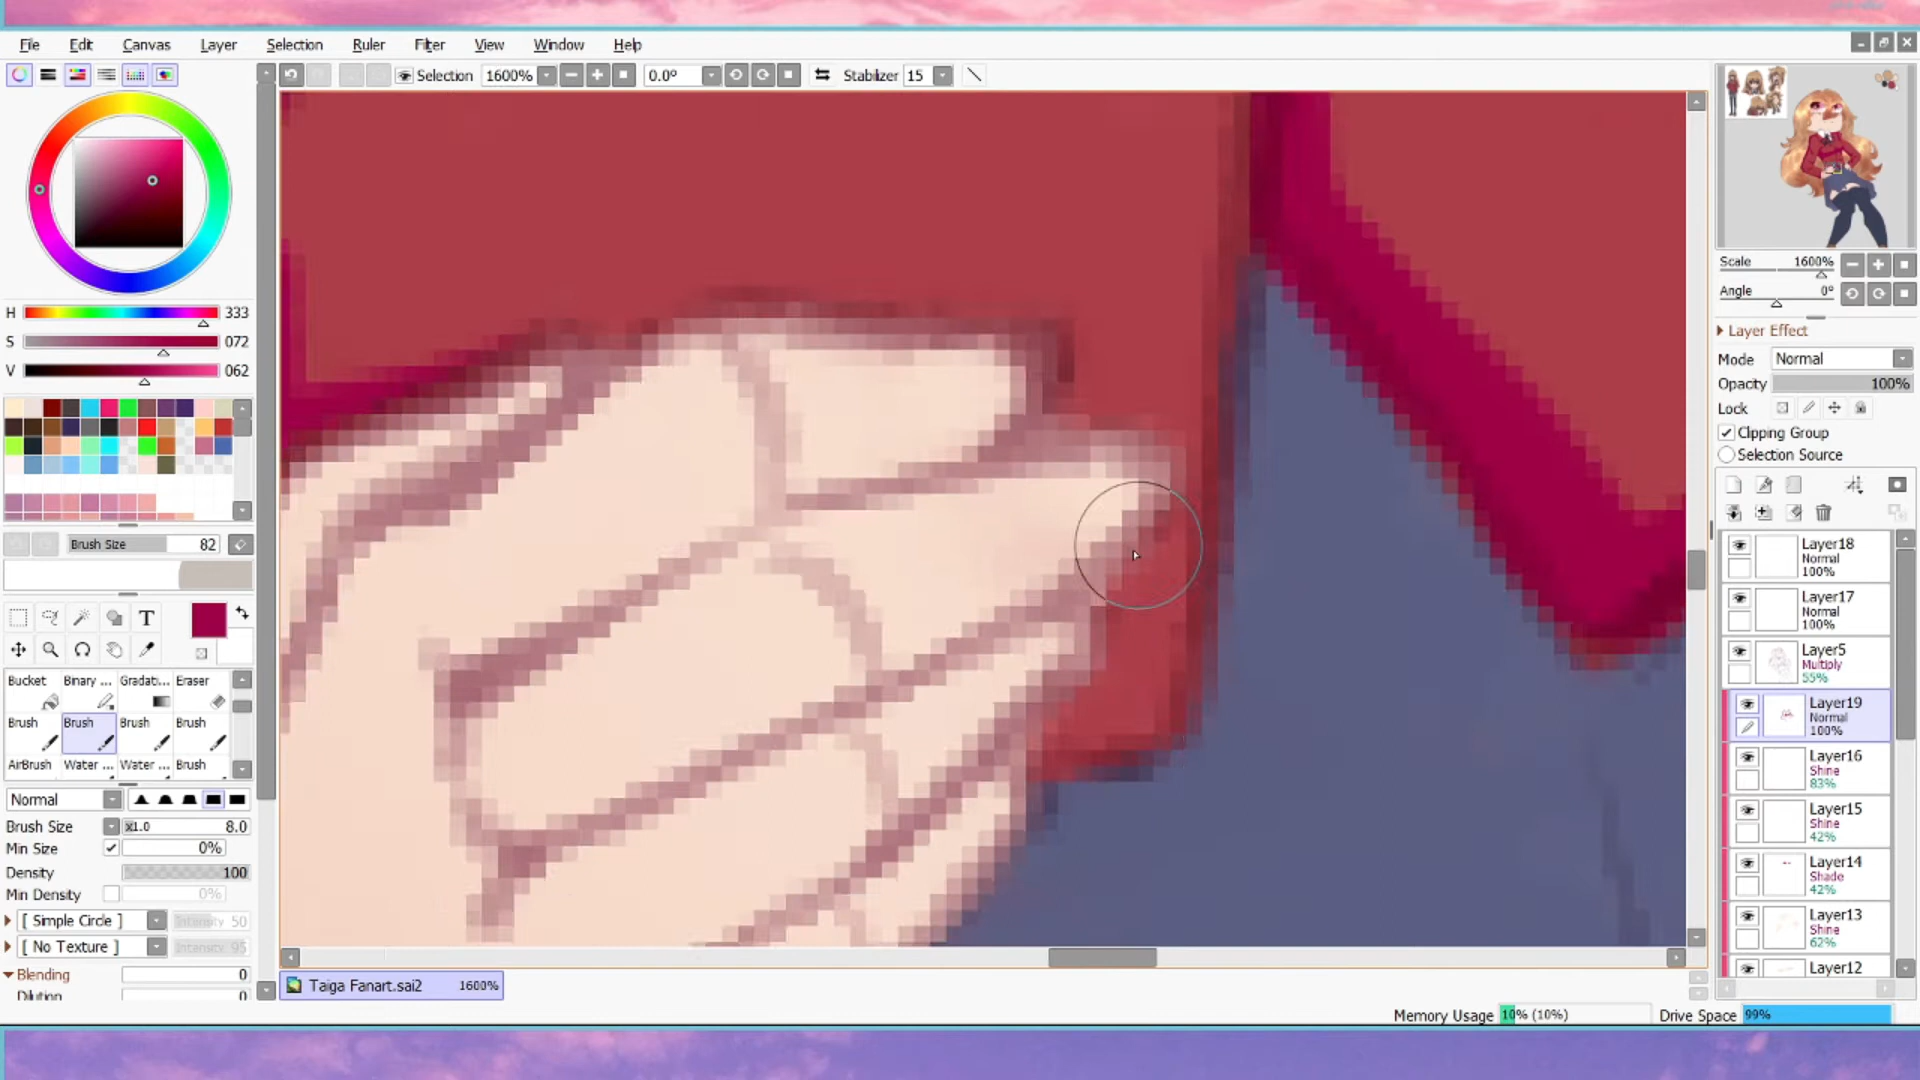 File Edit Canvas Layer Selection Ruler Filter View Window Help
Selection 1600% 0.0º Stabilizer 15
H 333
S 072
V 062
Brush Size 82
T
Bucket Binary ... Gradati... Eraser
Brush Brush Brush Brush
AirBrush Water ... Water ... Brush
Normal
Brush Size x1.0 8.0
Min Size 0%
Density 100
Min Density 0%
[ Simple Circle ] Intensity 50
[ No Texture ] Intensity 95
Blending 0
Dilution 0
Taiga Fanart.sai2 1600%
Scale 1600%
Angle 0º
Layer Effect
Mode Normal
Opacity 100%
Lock
Clipping Group
Selection Source
Layer18
Normal
100%
Layer17
Normal
100%
Layer5
Multiply
55%
Layer19
Normal
100%
Layer16
Shine
83%
Layer15
Shine
42%
Layer14
Shade
42%
Layer13
Shine
62%
Layer12
Memory Usage 10% (10%) Drive Space 99%